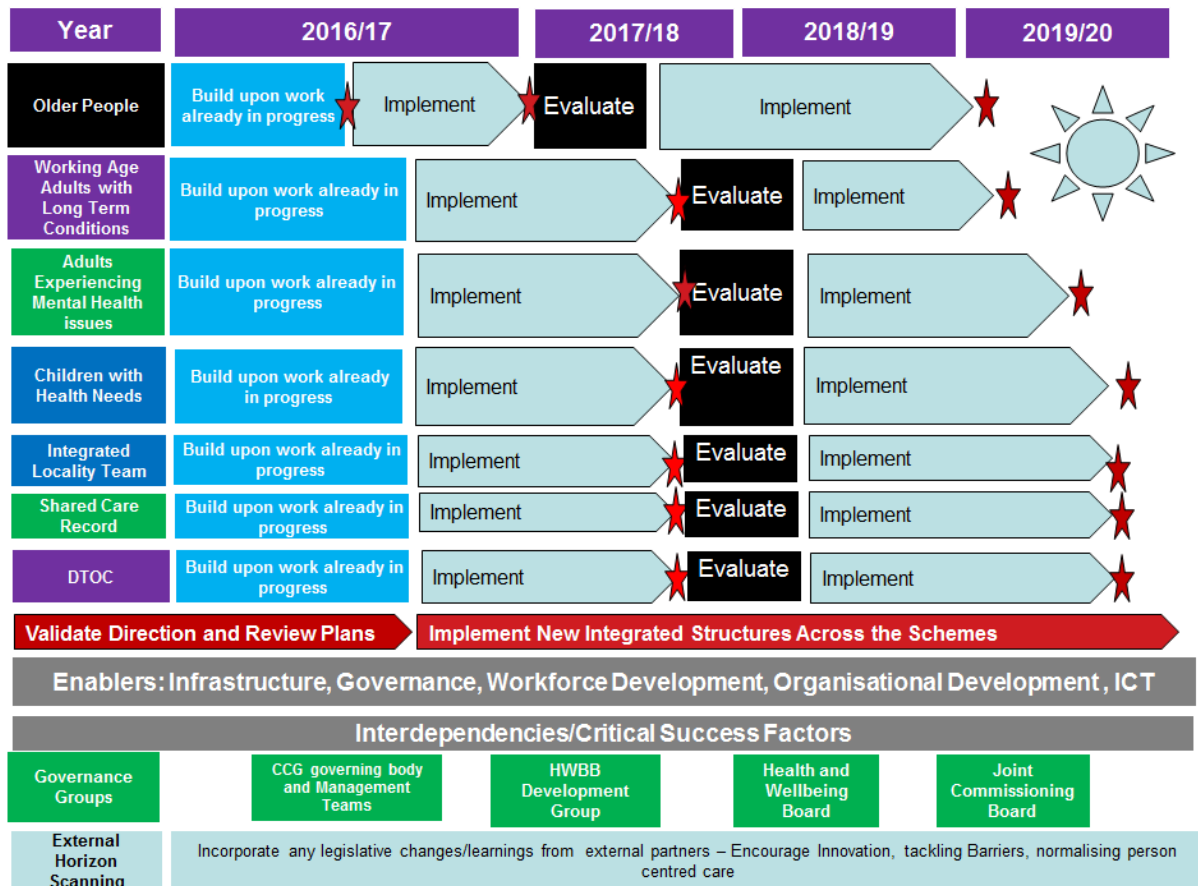 Year
2016/17
2017/18
2018/19
2019/20
Older People
Build upon work
already in progress
Implement
Evaluate
Implement
Working Age
Adults with
Long Term
Conditions
Build upon work already in
progress
Implement
Evaluate
Implement
Adults
Experiencing
Mental Health
issues
Build upon work already in
progress
Implement
Evaluate
Implement
Children with
Health Needs
Build upon work already
in progress
Implement
Evaluate
Implement
Integrated
Locality Team
Build upon work already in
progress
Implement
Evaluate
Implement
Shared Care
Record
Build upon work already in
progress
Implement
Evaluate
Implement
DTOC
Build upon work already in
progress
Implement
Evaluate
Implement
Validate Direction and Review Plans
Implement New Integrated Structures Across the Schemes
Enablers: Infrastructure, Governance, Workforce Development, Organisational Development , ICT
Interdependencies/Critical Success Factors
Governance
Groups
CCG governing body
and Management
Teams
HWBB
Development
Group
Health and
Wellbeing
Board
Joint
Commissioning
Board
External
Horizon
Scanning
Incorporate any legislative changes/learnings from external partners – Encourage Innovation, tackling Barriers, normalising person
centred care